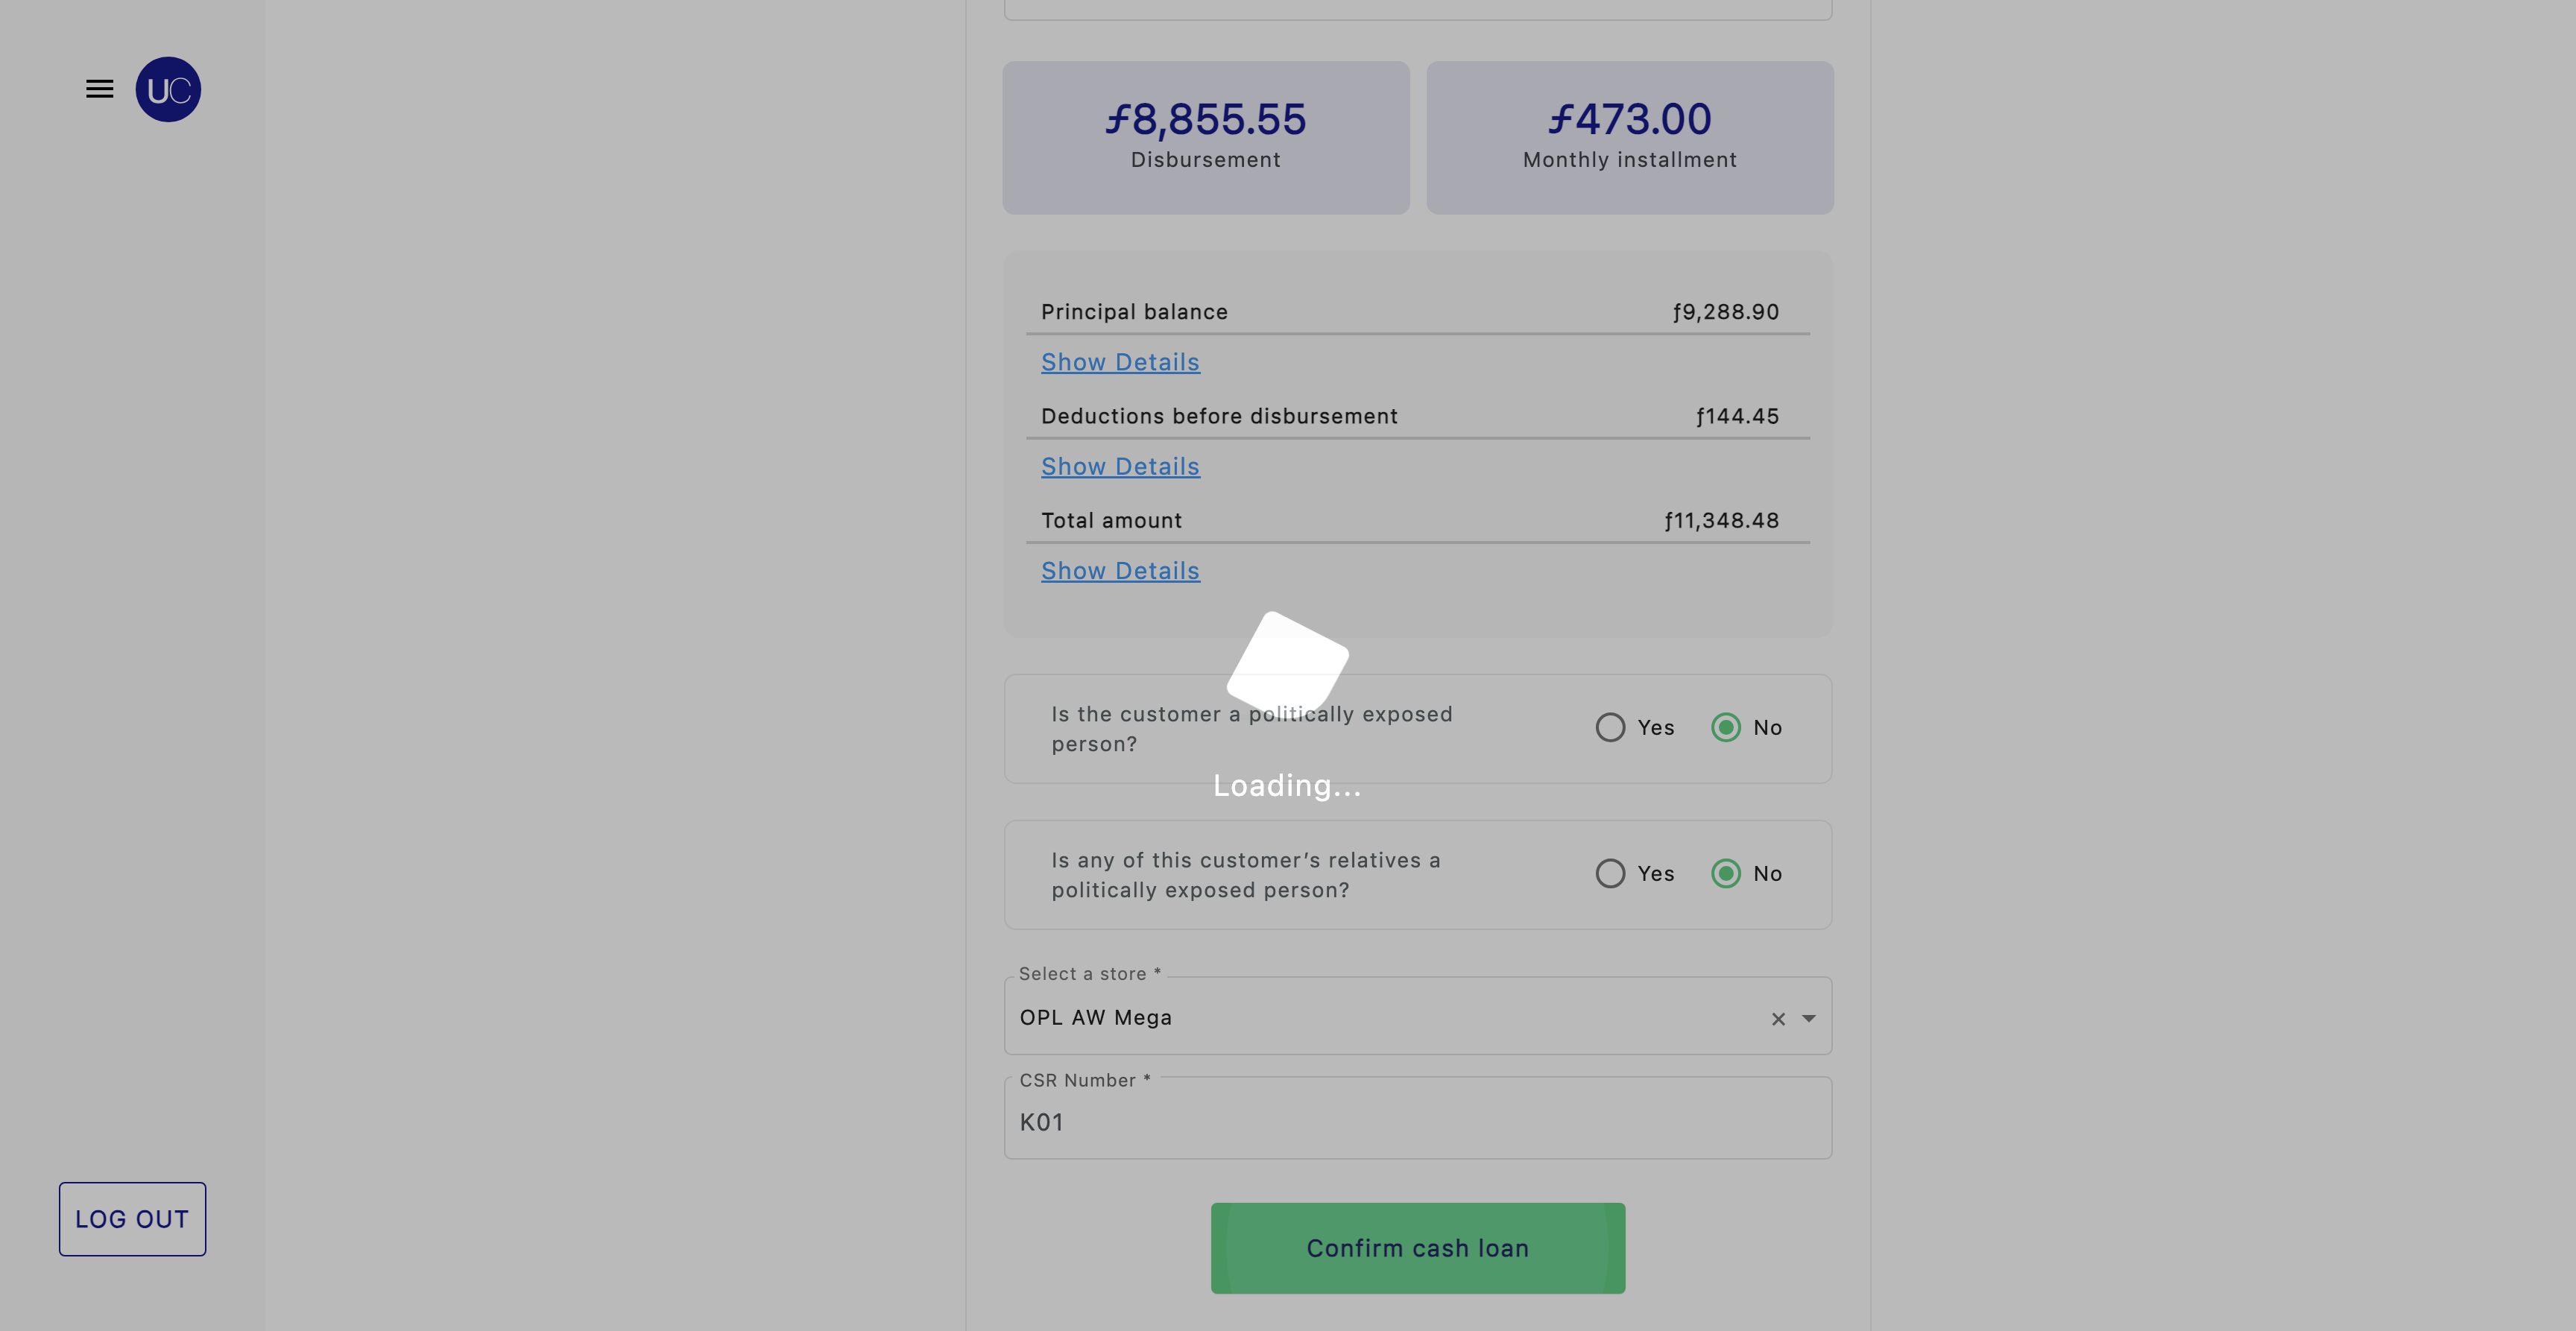 UC
ƒ8,855.55
Disbursement
ƒ473.00
Monthly installment
Principal balance ƒ9,288.90
Show Details
Deductions before disbursement ƒ144.45
Show Details
Total amount ƒ11,348.48
Show Details
Is the customer a politically exposed
person?
Yes No
Loading...
Is any of this customer’s relatives a
politically exposed person?
Yes No
Select a store *
OPL AW Mega
CSR Number *
K01
LOG OUT
Confirm cash loan